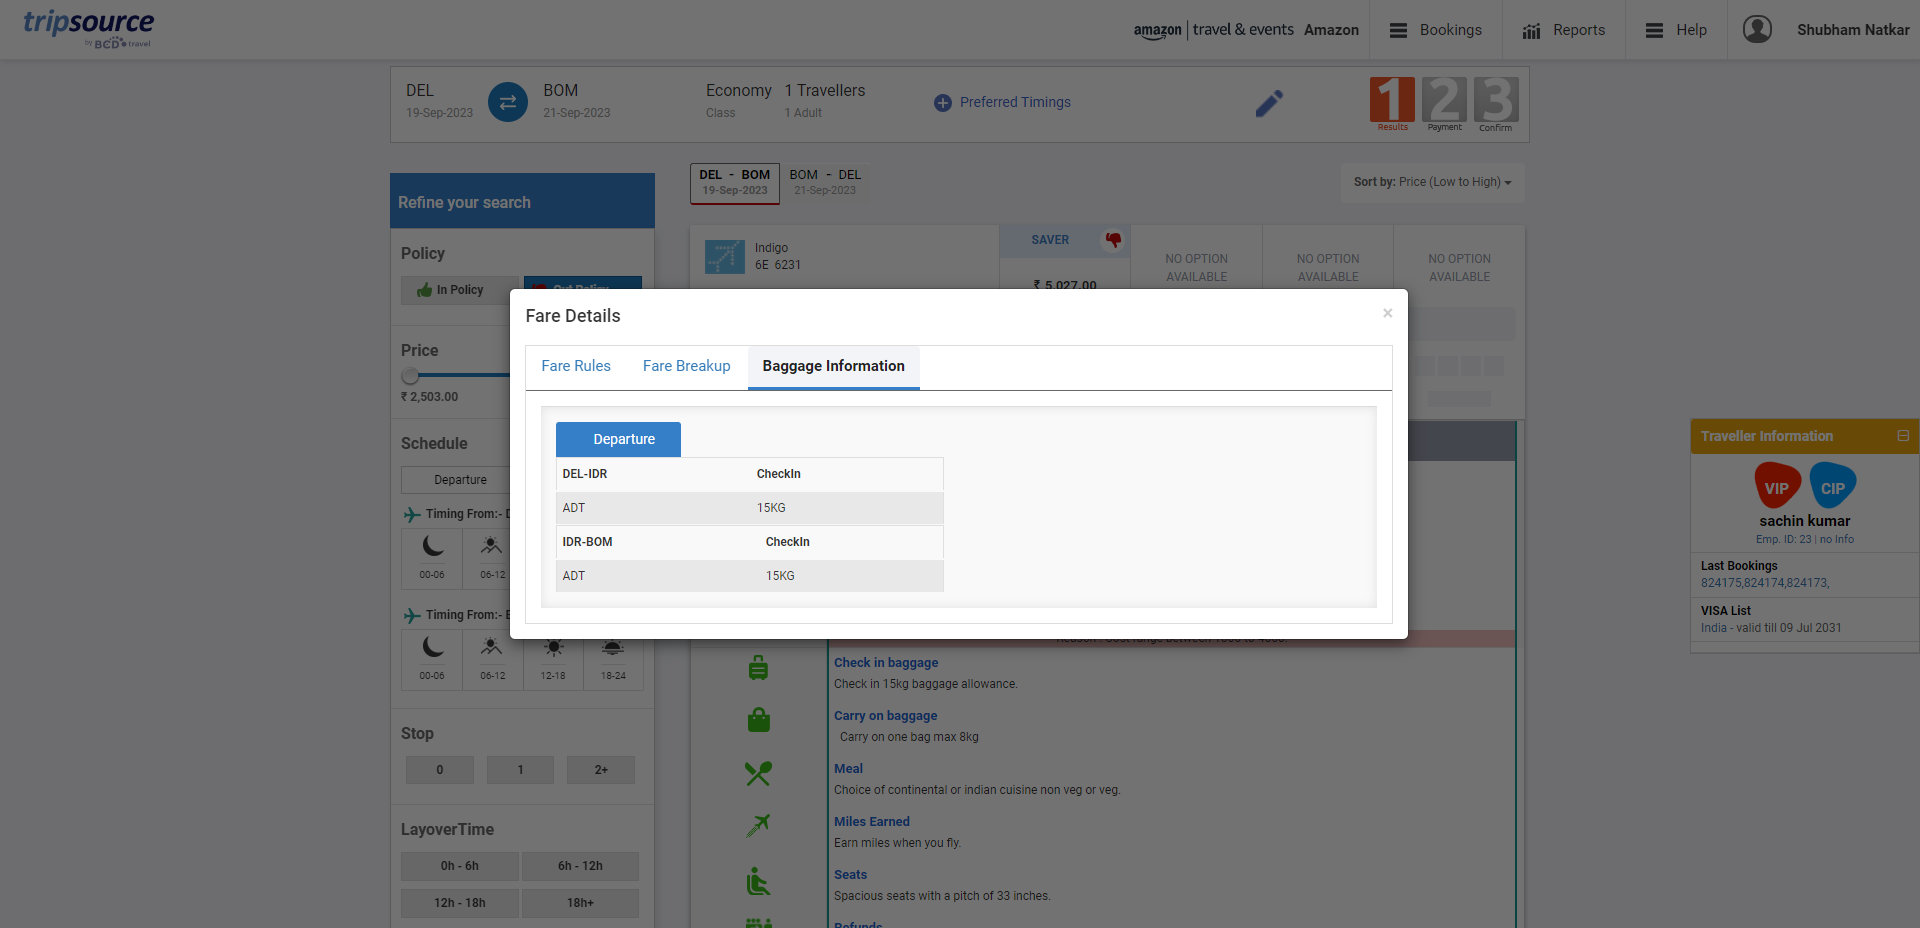 tripsource
by BCD travel
amazon | travel & events Amazon
Bookings
Reports
Help
Shubham Natkar
DEL
19-Sep-2023
BOM
21-Sep-2023
Economy
Class
1 Travellers
1 Adult
Preferred Timings
1 2 3
Results Payment Confirm
DEL - BOM
19-Sep-2023
BOM - DEL
21-Sep-2023
Sort by: Price (Low to High)
Refine your search
Policy
In Policy
Out Policy
Price
₹ 2,503.00
Schedule
Departure
Timing From:-
00-06
06-12
Timing From:-
00-06
06-12
12-18
18-24
Stop
0
1
2+
LayoverTime
0h - 6h
6h - 12h
12h - 18h
18h+
Indigo
6E 6231
SAVER
₹ 5,027.00
NO OPTION
AVAILABLE
NO OPTION
AVAILABLE
NO OPTION
AVAILABLE
Fare Details
×
Fare Rules
Fare Breakup
Baggage Information
Departure
DEL-IDR CheckIn
ADT 15KG
IDR-BOM CheckIn
ADT 15KG
Check in baggage
Check in 15kg baggage allowance.
Carry on baggage
Carry on one bag max 8kg
Meal
Choice of continental or indian cuisine non veg or veg.
Miles Earned
Earn miles when you fly.
Seats
Spacious seats with a pitch of 33 inches.
Refunds
Traveller Information
VIP
CIP
sachin kumar
Emp. ID: 23 | no Info
Last Bookings
824175,824174,824173,
VISA List
India - valid till 09 Jul 2031